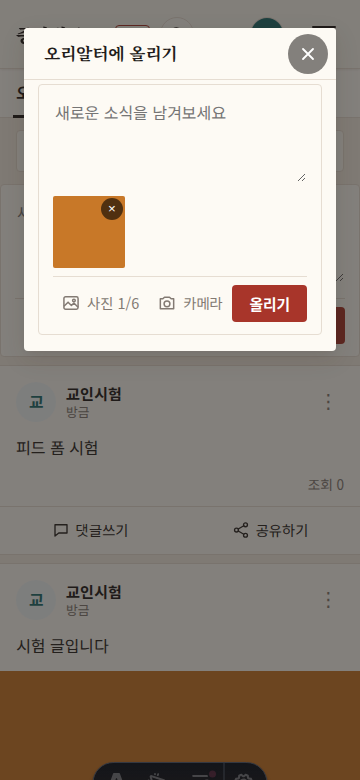 오리알터에 올리기
새로운 소식을 남겨보세요
사진 1/6
카메라
올리기
교
교인시험
방금
피드 폼 시험
조회 0
댓글쓰기
공유하기
교
교인시험
방금
시험 글입니다